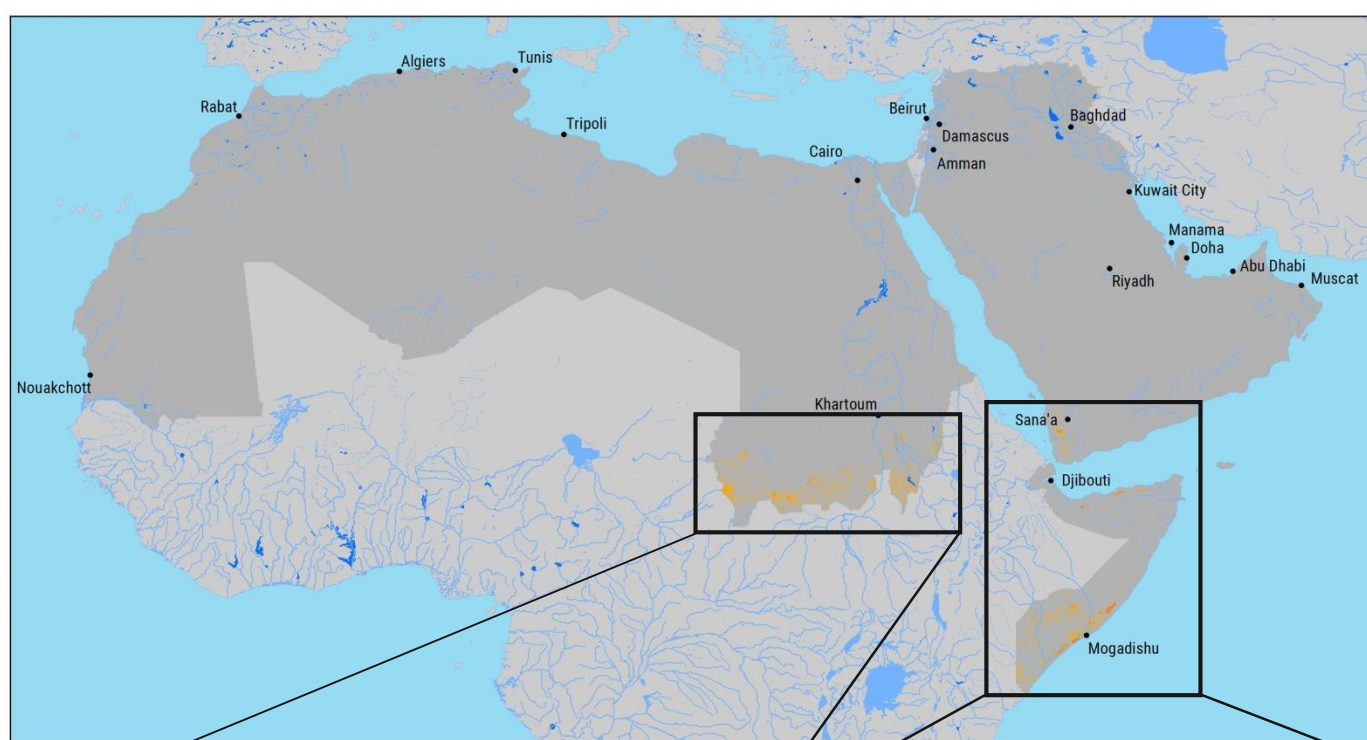 Algiers
Tunis
Rabat
Tripoli
Beirut
Damascus
Baghdad
Cairo
Amman
Kuwait City
Manama
Doha
Abu Dhabi
Riyadh
Muscat
Nouakchott
Khartoum
Sana'a
Djibouti
Mogadishu